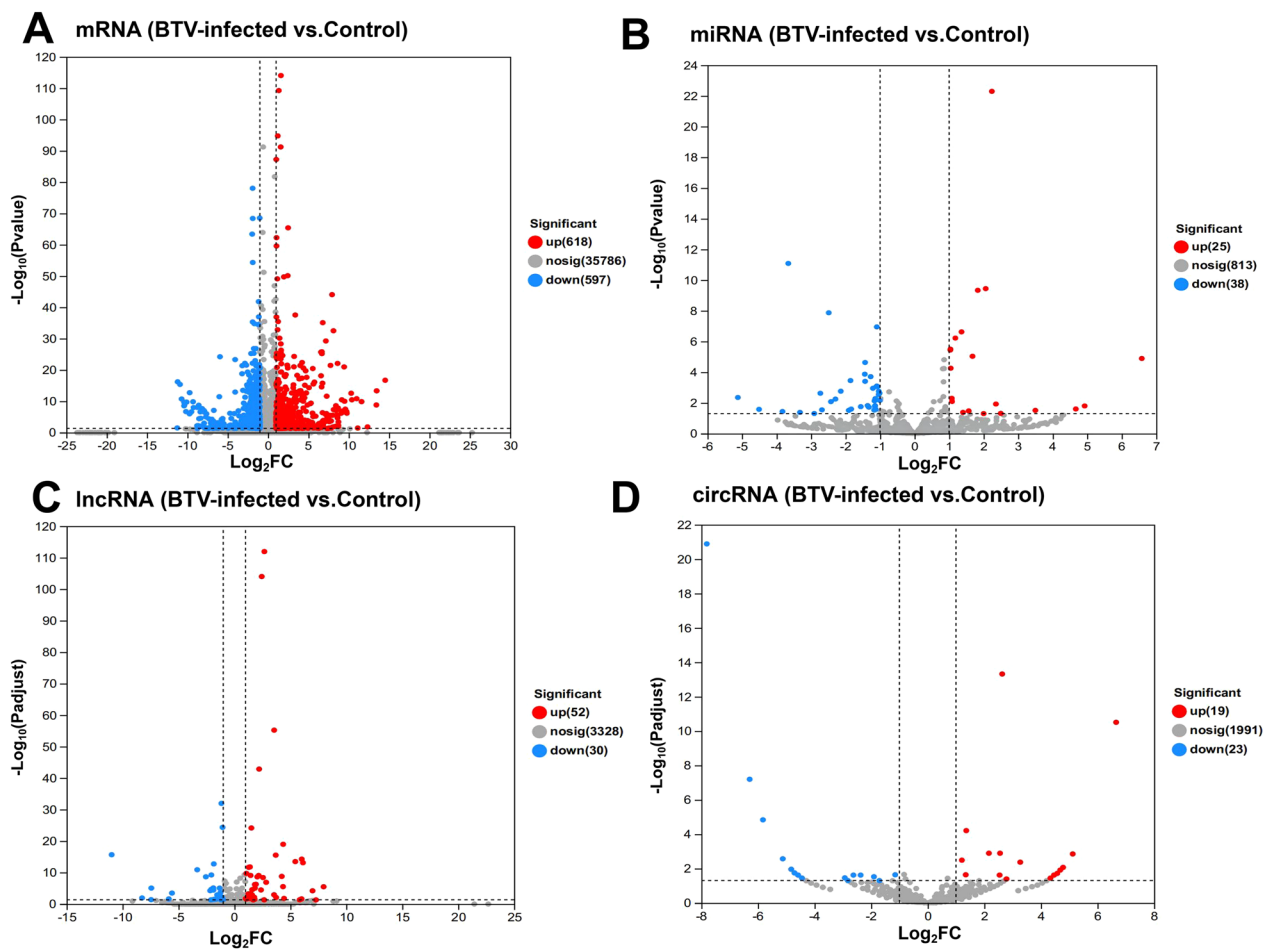 A
mRNA (BTV-infected vs.Control)
120
110
100
90
80
70
60
50
40
30
20
10
0
-Log10(Pvalue)
-25
-20
-15
-10
-5
0
5
10
15
20
25
30
Log2FC
Significant
up(618)
nosig(35786)
down(597)
B
miRNA (BTV-infected vs.Control)
24
22
20
18
16
14
12
10
8
6
4
2
0
-Log10(Pvalue)
-6
-5
-4
-3
-2
-1
0
1
2
3
4
5
6
7
Log2FC
Significant
up(25)
nosig(813)
down(38)
C
lncRNA (BTV-infected vs.Control)
120
110
100
90
80
70
60
50
40
30
20
10
0
-Log10(Padjust)
-15
-10
-5
0
5
10
15
20
25
Log2FC
Significant
up(52)
nosig(3328)
down(30)
D
circRNA (BTV-infected vs.Control)
22
20
18
16
14
12
10
8
6
4
2
0
-Log10(Padjust)
-8
-6
-4
-2
0
2
4
6
8
Log2FC
Significant
up(19)
nosig(1991)
down(23)